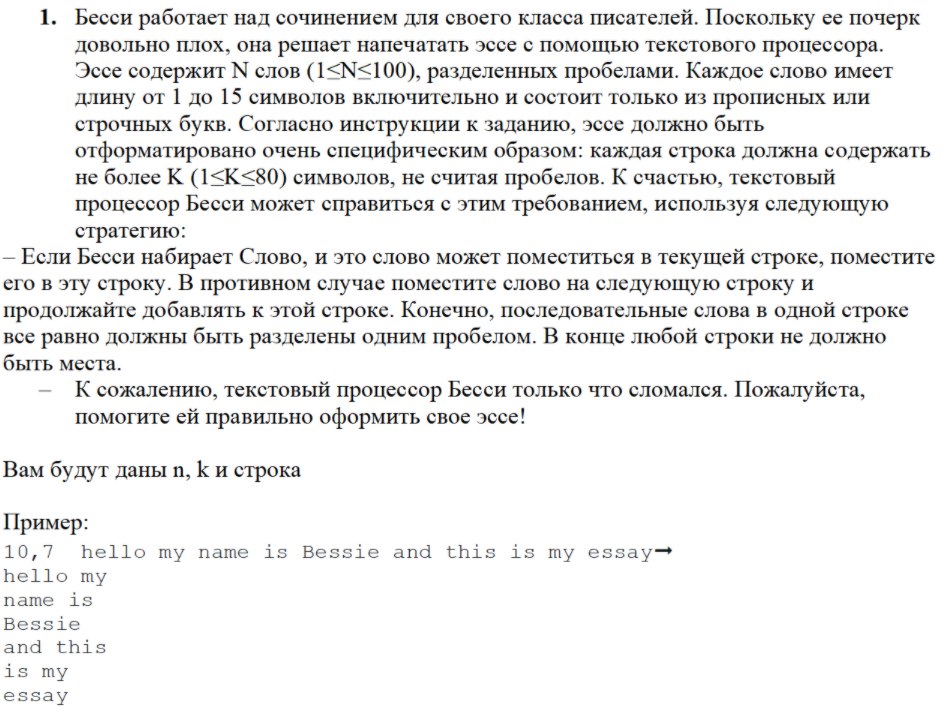 1. Бесси работает над сочинением для своего класса писателей. Поскольку ее почерк
довольно плох, она решает напечатать эссе с помощью текстового процессора.
Эссе содержит N слов (1≤N≤100), разделенных пробелами. Каждое слово имеет
длину от 1 до 15 символов включительно и состоит только из прописных или
строчных букв. Согласно инструкции к заданию, эссе должно быть
отформатировано очень специфическим образом: каждая строка должна содержать
не более K (1≤K≤80) символов, не считая пробелов. К счастью, текстовый
процессор Бесси может справиться с этим требованием, используя следующую
стратегию:
– Если Бесси набирает Слово, и это слово может поместиться в текущей строке, поместите
его в эту строку. В противном случае поместите слово на следующую строку и
продолжайте добавлять к этой строке. Конечно, последовательные слова в одной строке
все равно должны быть разделены одним пробелом. В конце любой строки не должно
быть места.
– К сожалению, текстовый процессор Бесси только что сломался. Пожалуйста,
помогите ей правильно оформить свое эссе!
Вам будут даны n, k и строка
Пример:
10,7 hello my name is Bessie and this is my essay→
hello my
name is
Bessie
and this
is my
essay